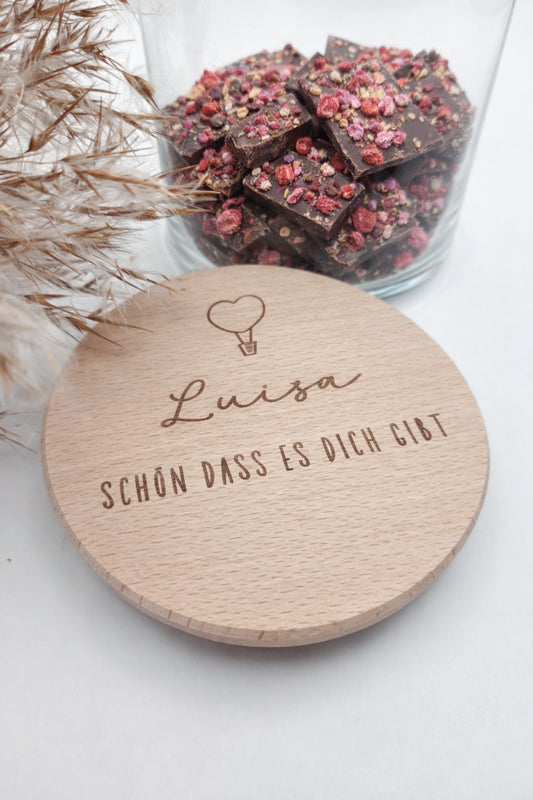 Luisa
SCHÖN DASS ES DICH GIBT